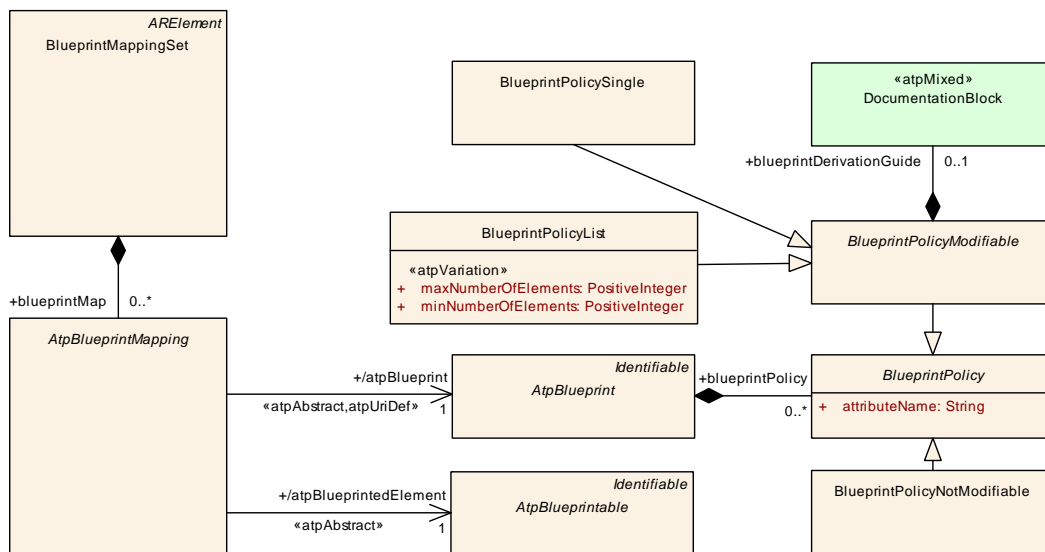 ARElement
BlueprintMappingSet
BlueprintPolicySingle
«atpMixed»
DocumentationBlock
+blueprintDerivationGuide 0..1
BlueprintPolicyList
«atpVariation»
+ maxNumberOfElements: PositiveInteger
+ minNumberOfElements: PositiveInteger
BlueprintPolicyModifiable
+blueprintMap 0..*
AtpBlueprintMapping
+/atpBlueprint
«atpAbstract,atpUriDef» 1
Identifiable
AtpBlueprint
+blueprintPolicy
0..*
BlueprintPolicy
+ attributeName: String
+/atpBlueprintedElement
«atpAbstract» 1
Identifiable
AtpBlueprintable
BlueprintPolicyNotModifiable